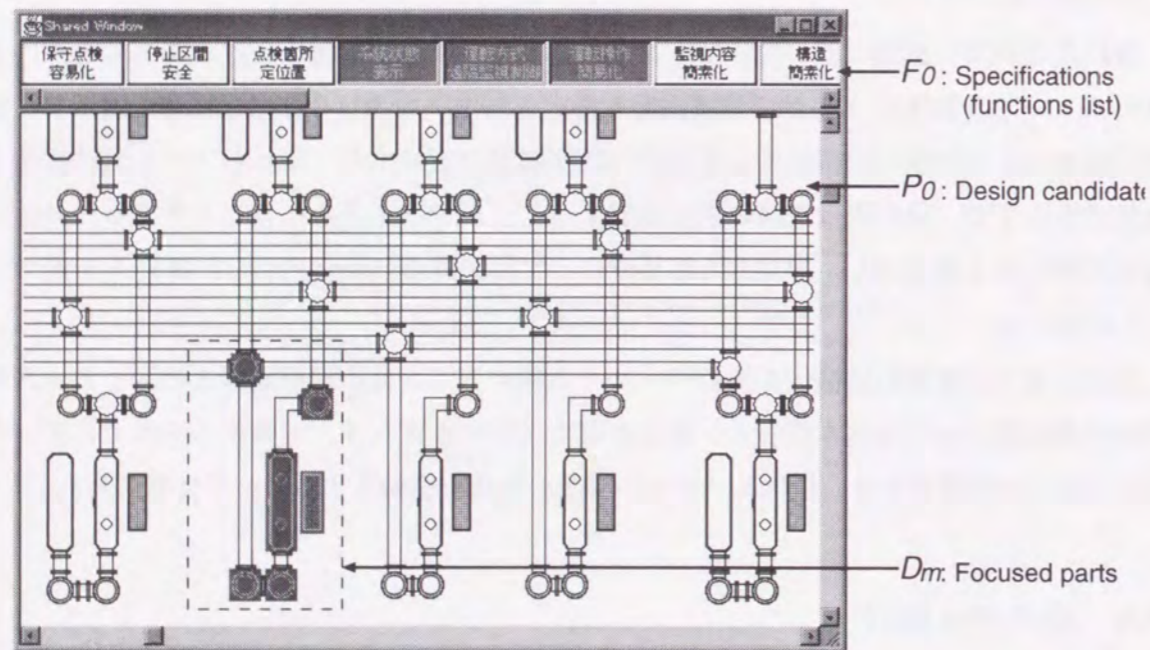 Shared Window
保守点検
容易化
停止区間
安全
点検箇所
定位置
系統状態
表示
運転方式
遠隔監視制御
運転操作
簡易化
監視内容
簡素化
構造
簡素化
F0 : Specifications
(functions list)
P0 : Design candidate
Dm: Focused parts